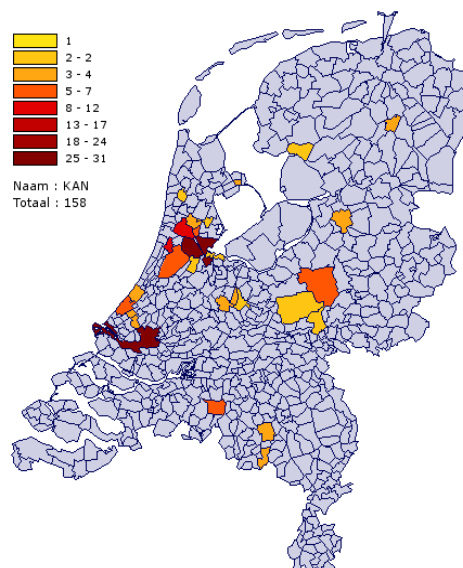 1
2 - 2
3 - 4
5 - 7
8 - 12
13 - 17
18 - 24
25 - 31
Naam : KAN
Totaal : 158